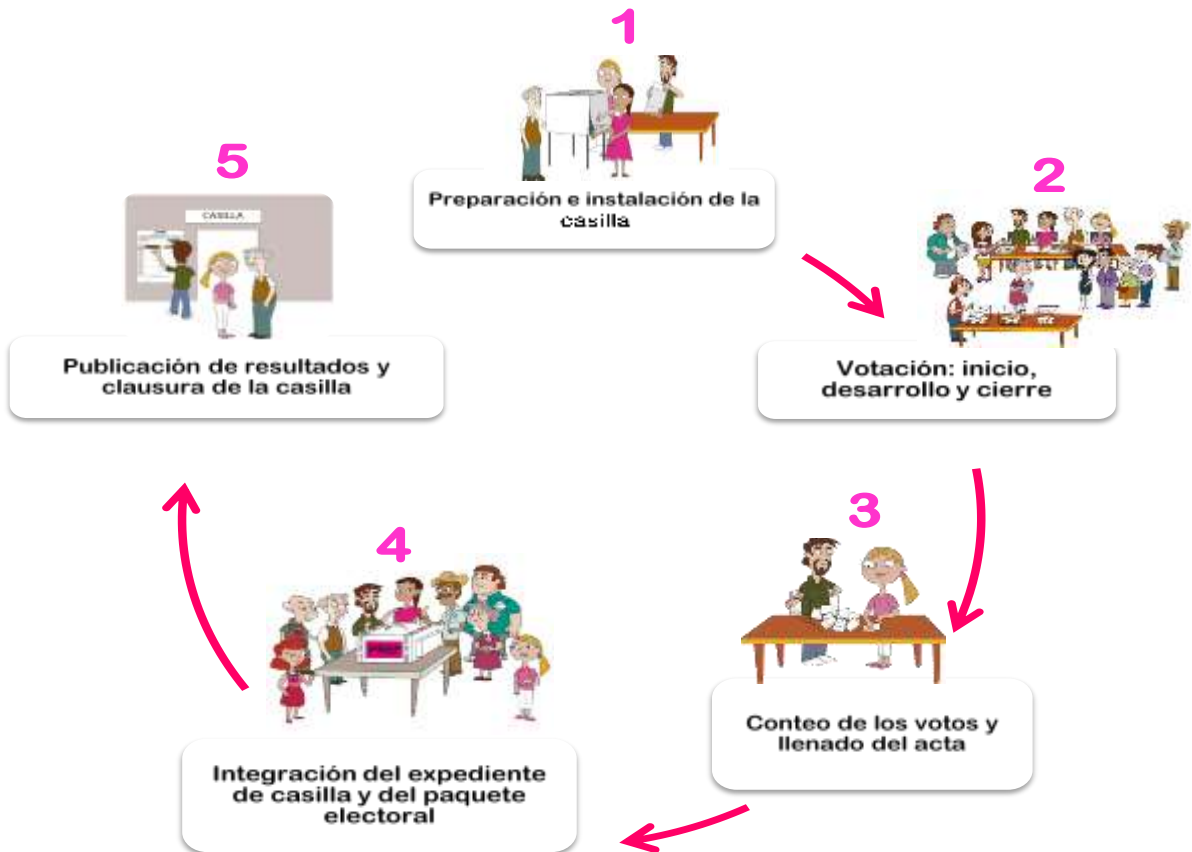 1
Preparación e instalación de la
casilla
2
Votación: inicio,
desarrollo y cierre
3
Conteo de los votos y
llenado del acta
4
PREP
Integración del expediente
de casilla y del paquete
electoral
5
CASILLA
Publicación de resultados y
clausura de la casilla